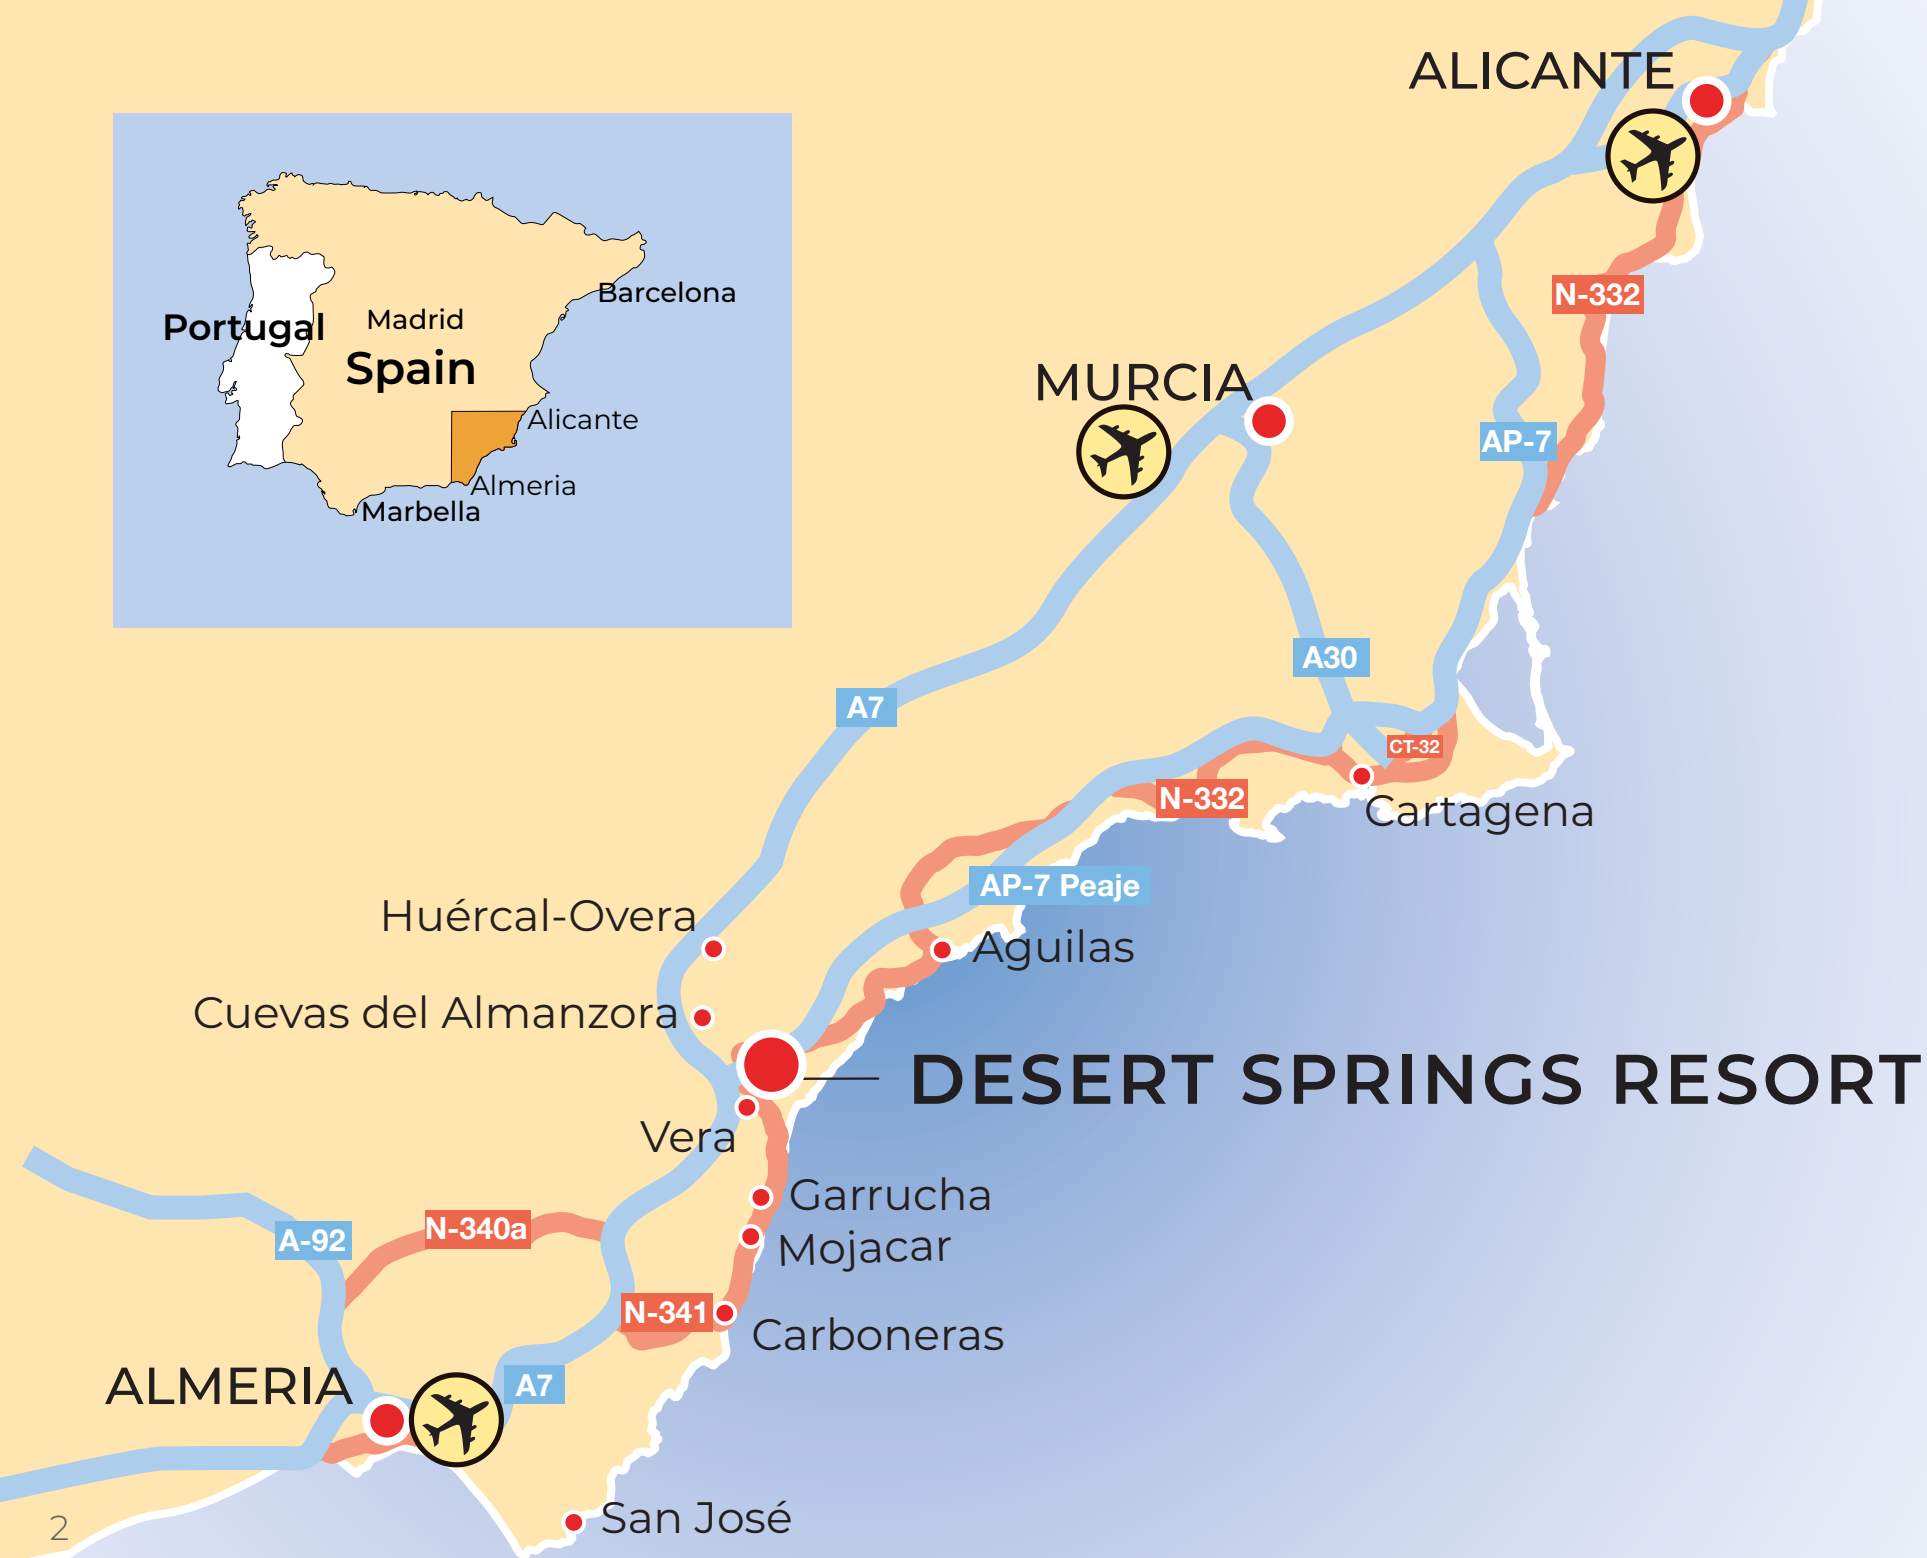 ALICANTE
Barcelona
Madrid
Portugal
Spain
Alicante
Almeria
Marbella
N-332
MURCIA
AP-7
A30
A7
CT-32
N-332
Cartagena
AP-7 Peaje
Huércal-Overa
Aguilas
Cuevas del Almanzora
DESERT SPRINGS RESORT
Vera
Garrucha
N-340a
A-92
Mojacar
N-341
Carboneras
ALMERIA
A7
San José
2